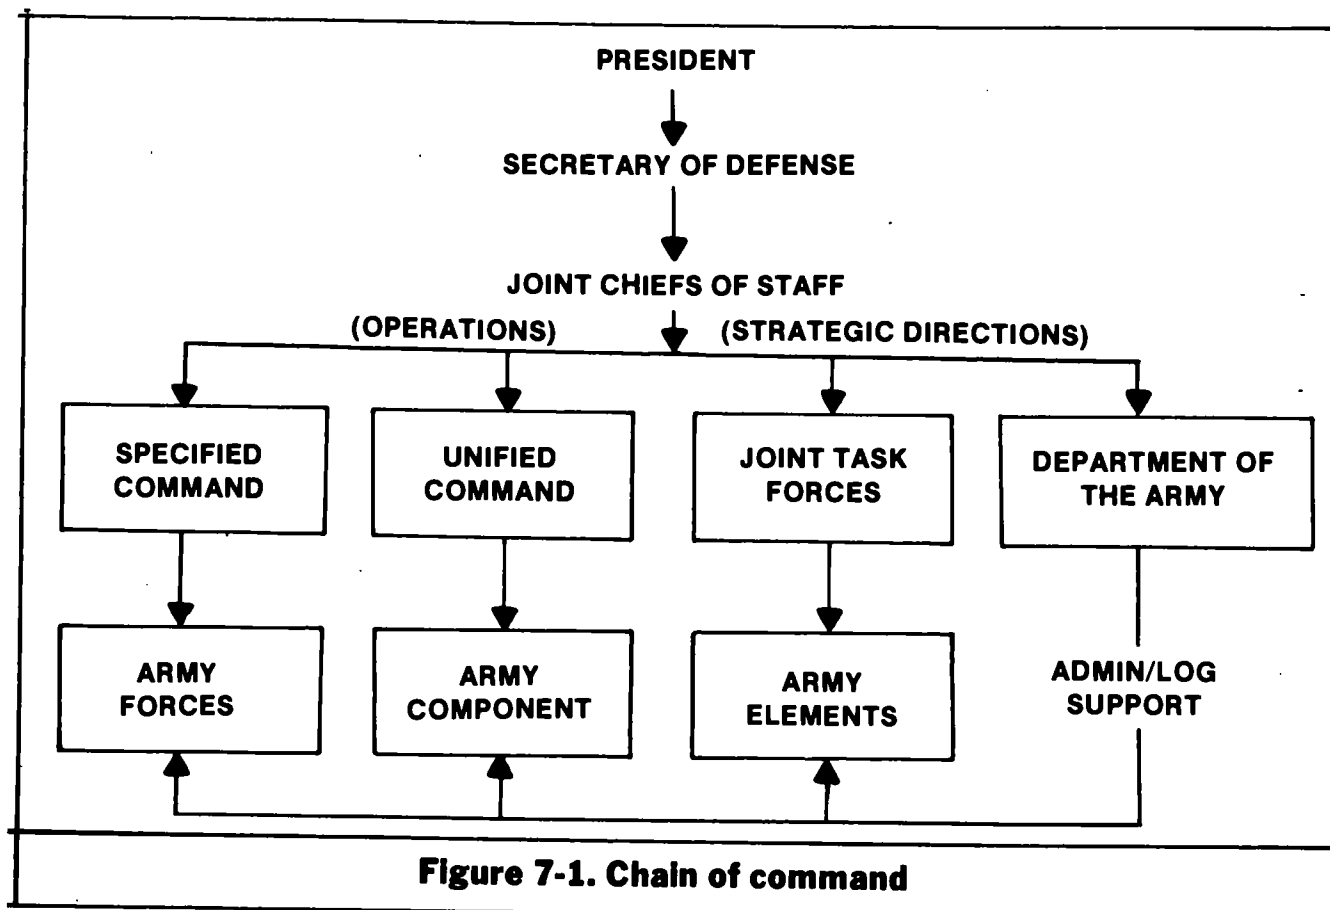 PRESIDENT
SECRETARY OF DEFENSE
JOINT CHIEFS OF STAFF
(OPERATIONS)
(STRATEGIC DIRECTIONS)
SPECIFIED
COMMAND
UNIFIED
COMMAND
JOINT TASK
FORCES
DEPARTMENT OF
THE ARMY
ARMY
FORCES
ARMY
COMPONENT
ARMY
ELEMENTS
ADMIN/LOG
SUPPORT
Figure 7-1. Chain of command